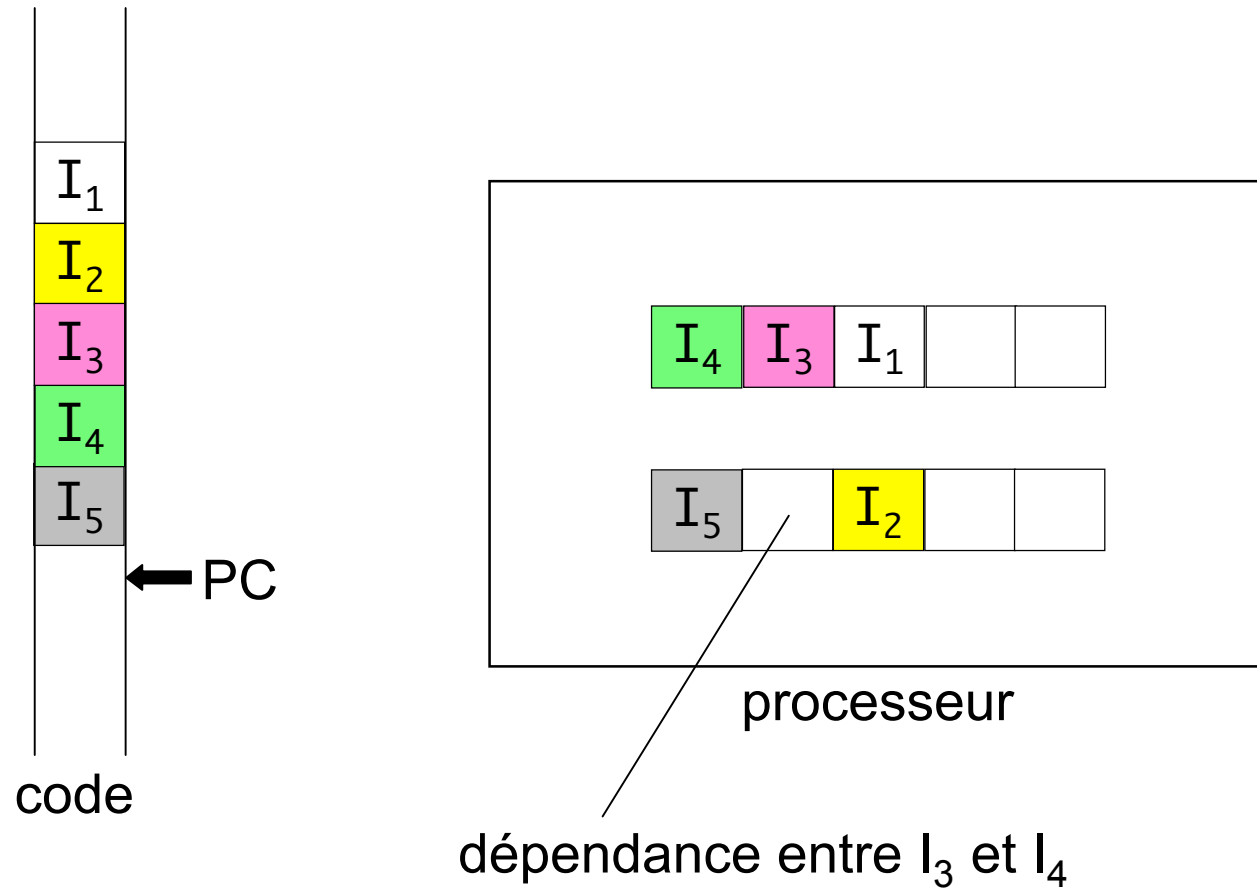 I₁
I₂
I₃
I₄
I₅
PC
code
I₄ I₃ I₁
I₅ I₂
processeur
dépendance entre I₃ et I₄